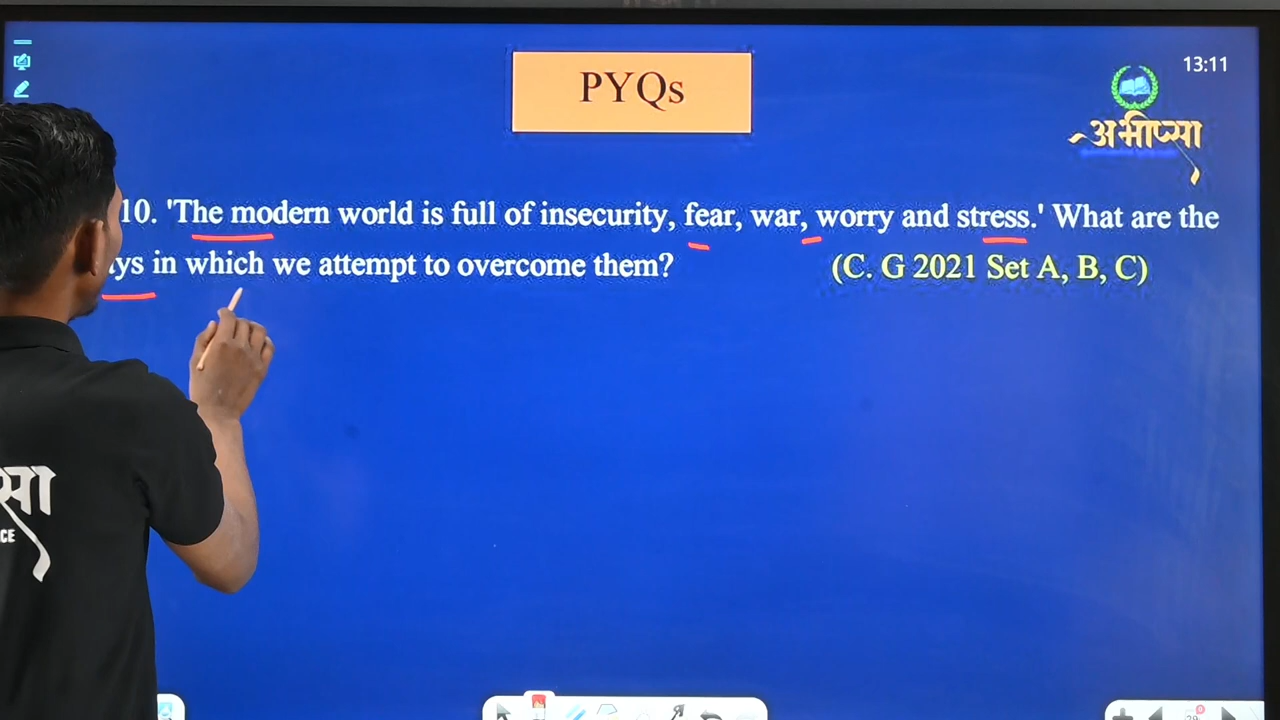 PYQs
13:11
अभीप्सा
10. 'The modern world is full of insecurity, fear, war, worry and stress.' What are the
in which we attempt to overcome them?
(C. G 2021 Set A, B, C)
सा
CE